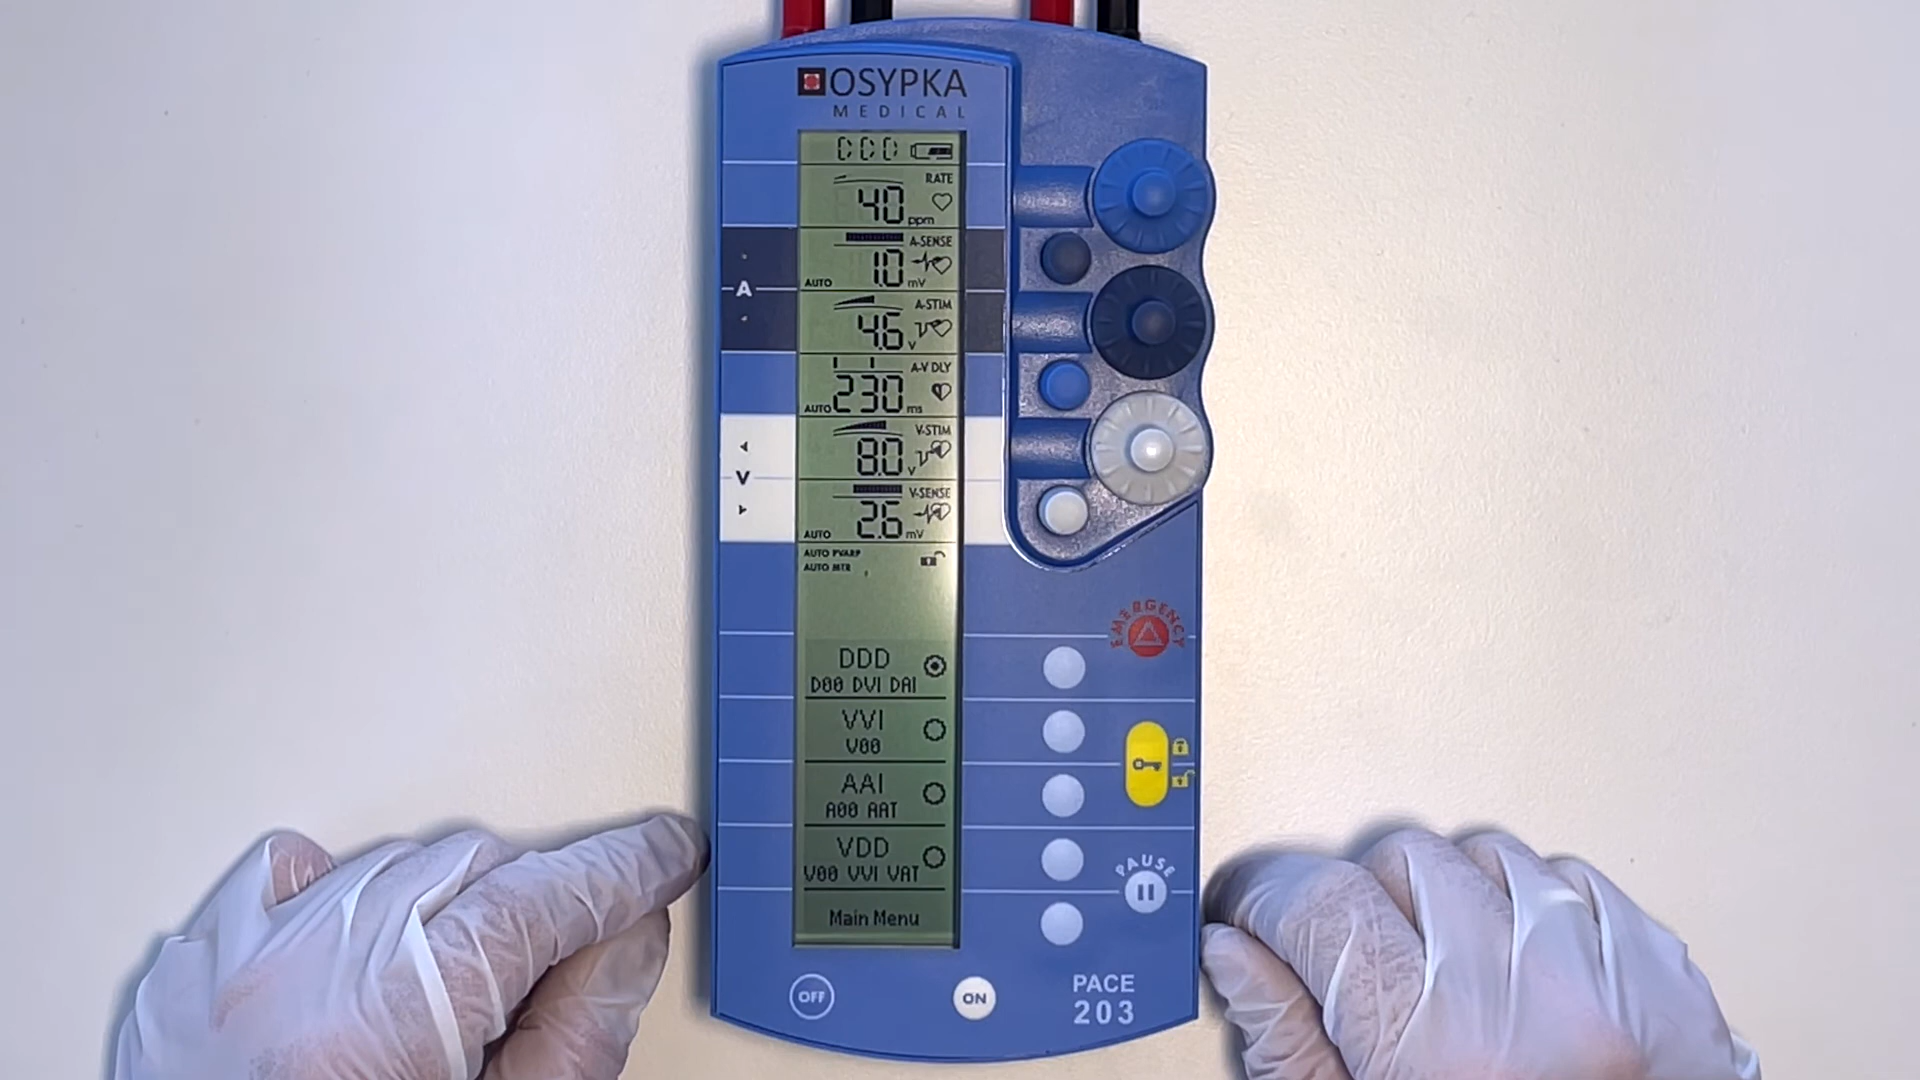 OSYPKA
MEDICAL
DDD
RATE
40 ppm
A-SENSE
AUTO 1.0 mV
A
A-STIM
4.6 V
A-V DLY
AUTO 230 ms
V-STIM
8.0 V
V
V-SENSE
AUTO 2.6 mV
AUTO PVARP
AUTO MTR
EMERGENCY
DDD
D00 DVI DAI
VVI
V00
AAI
A00 AAT
VDD
V00 VVI VAT
PAUSE
Main Menu
OFF
ON
PACE
203